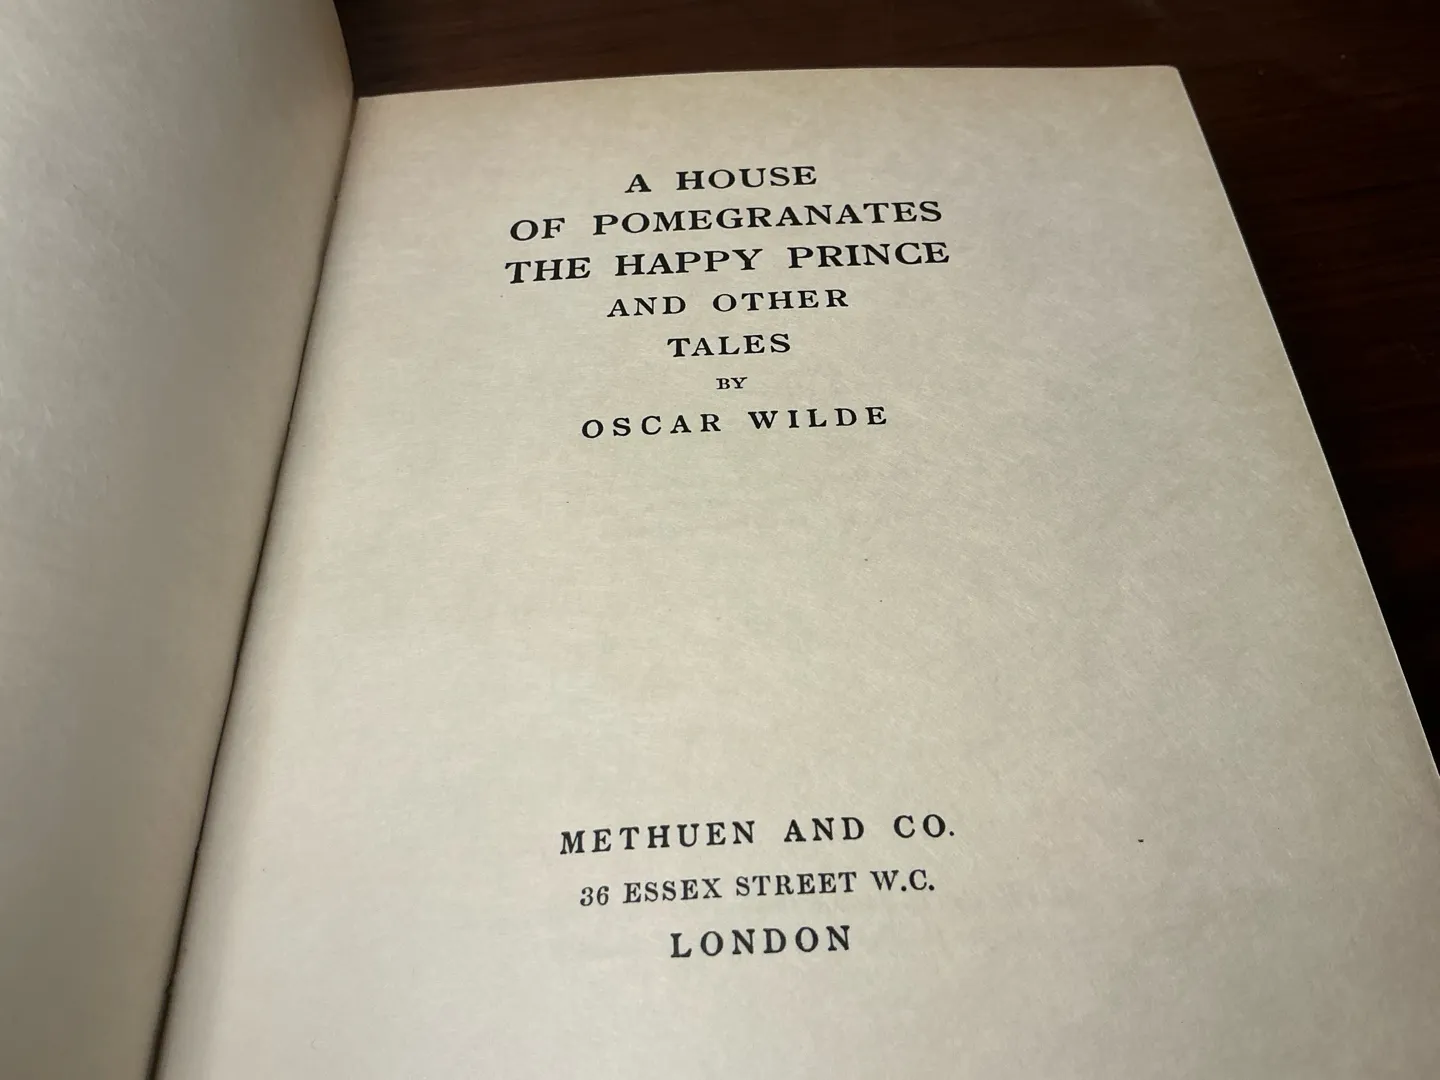 A HOUSE
OF POMEGRANATES
THE HAPPY PRINCE
AND OTHER
TALES
BY
OSCAR WILDE
METHUEN AND CO.
36 ESSEX STREET W.C.
LONDON